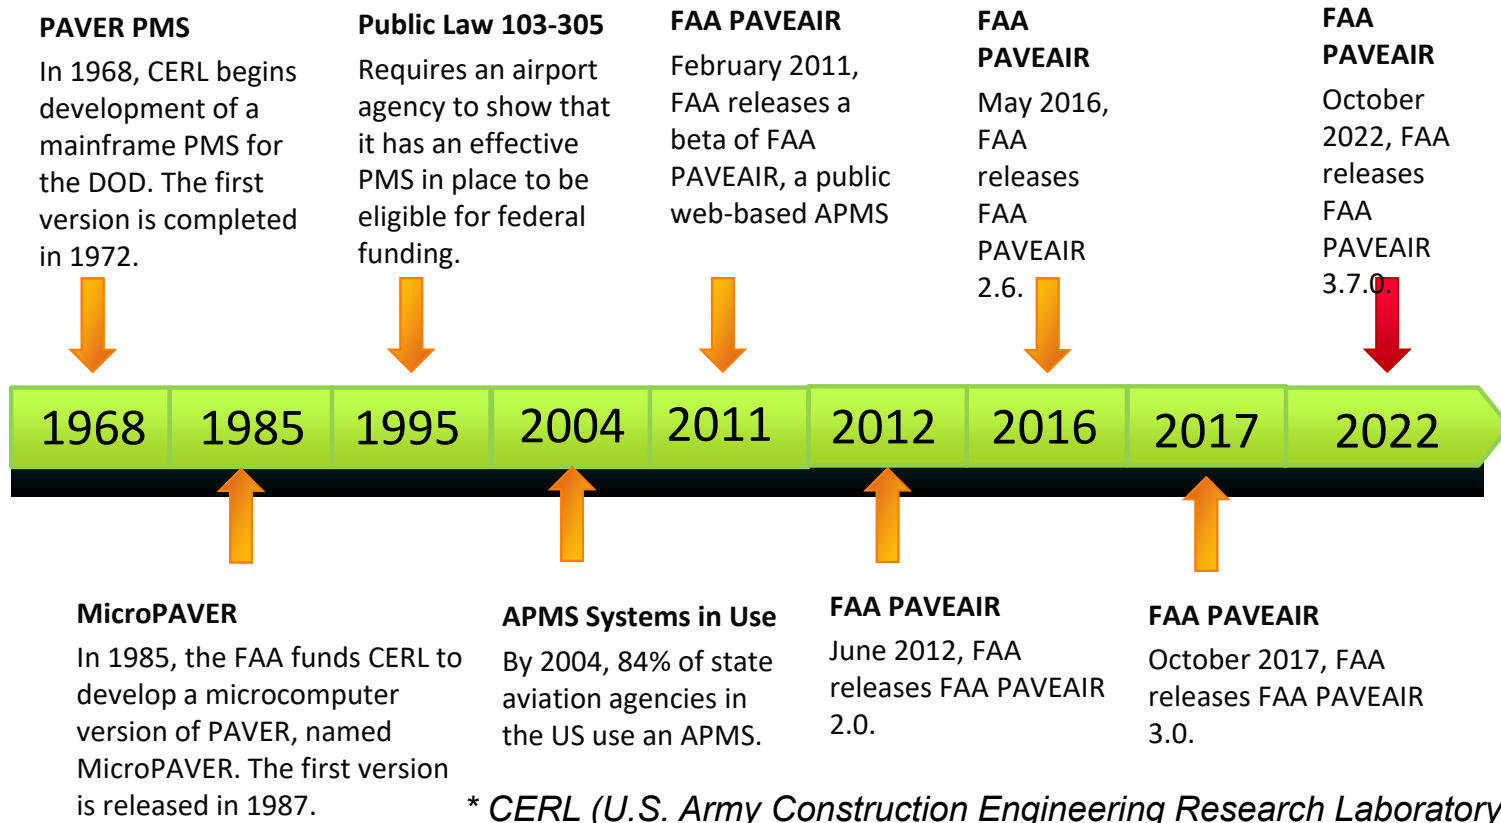 PAVER PMS
In 1968, CERL begins
development of a
mainframe PMS for
the DOD. The first
version is completed
in 1972.
Public Law 103-305
Requires an airport
agency to show that
it has an effective
PMS in place to be
eligible for federal
funding.
FAA PAVEAIR
February 2011,
FAA releases a
beta of FAA
PAVEAIR, a public
web-based APMS
FAA
PAVEAIR
May 2016,
FAA
releases
FAA
PAVEAIR
2.6.
FAA
PAVEAIR
October
2022, FAA
releases
FAA
PAVEAIR
3.7.0.
1968 1985 1995 2004 2011 2012 2016 2017 2022
MicroPAVER
In 1985, the FAA funds CERL to
develop a microcomputer
version of PAVER, named
MicroPAVER. The first version
is released in 1987.
APMS Systems in Use
By 2004, 84% of state
aviation agencies in
the US use an APMS.
FAA PAVEAIR
June 2012, FAA
releases FAA PAVEAIR
2.0.
FAA PAVEAIR
October 2017, FAA
releases FAA PAVEAIR
3.0.
* CERL (U.S. Army Construction Engineering Research Laboratory